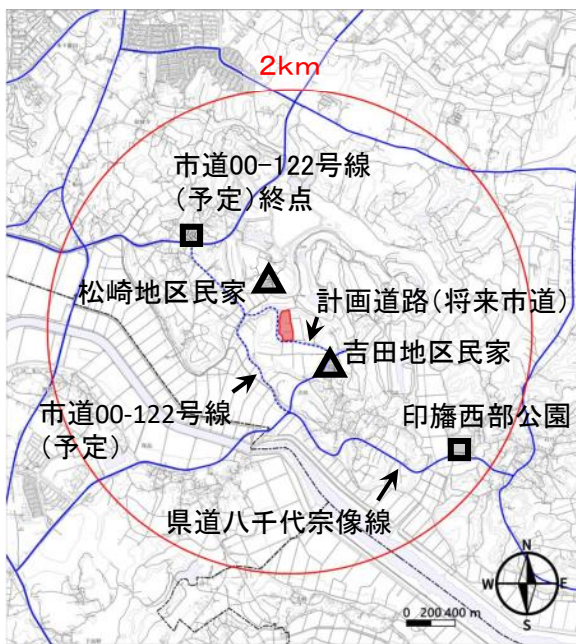 2km
市道00-122号線
(予定)終点
松崎地区民家
計画道路(将来市道)
吉田地区民家
市道00-122号線
(予定)
印旛西部公園
県道八千代宗像線
N
W E
S
0 200 400 m